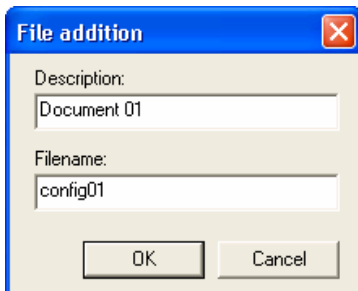 File addition
Description:
Document 01
Filename:
config01
OK Cancel